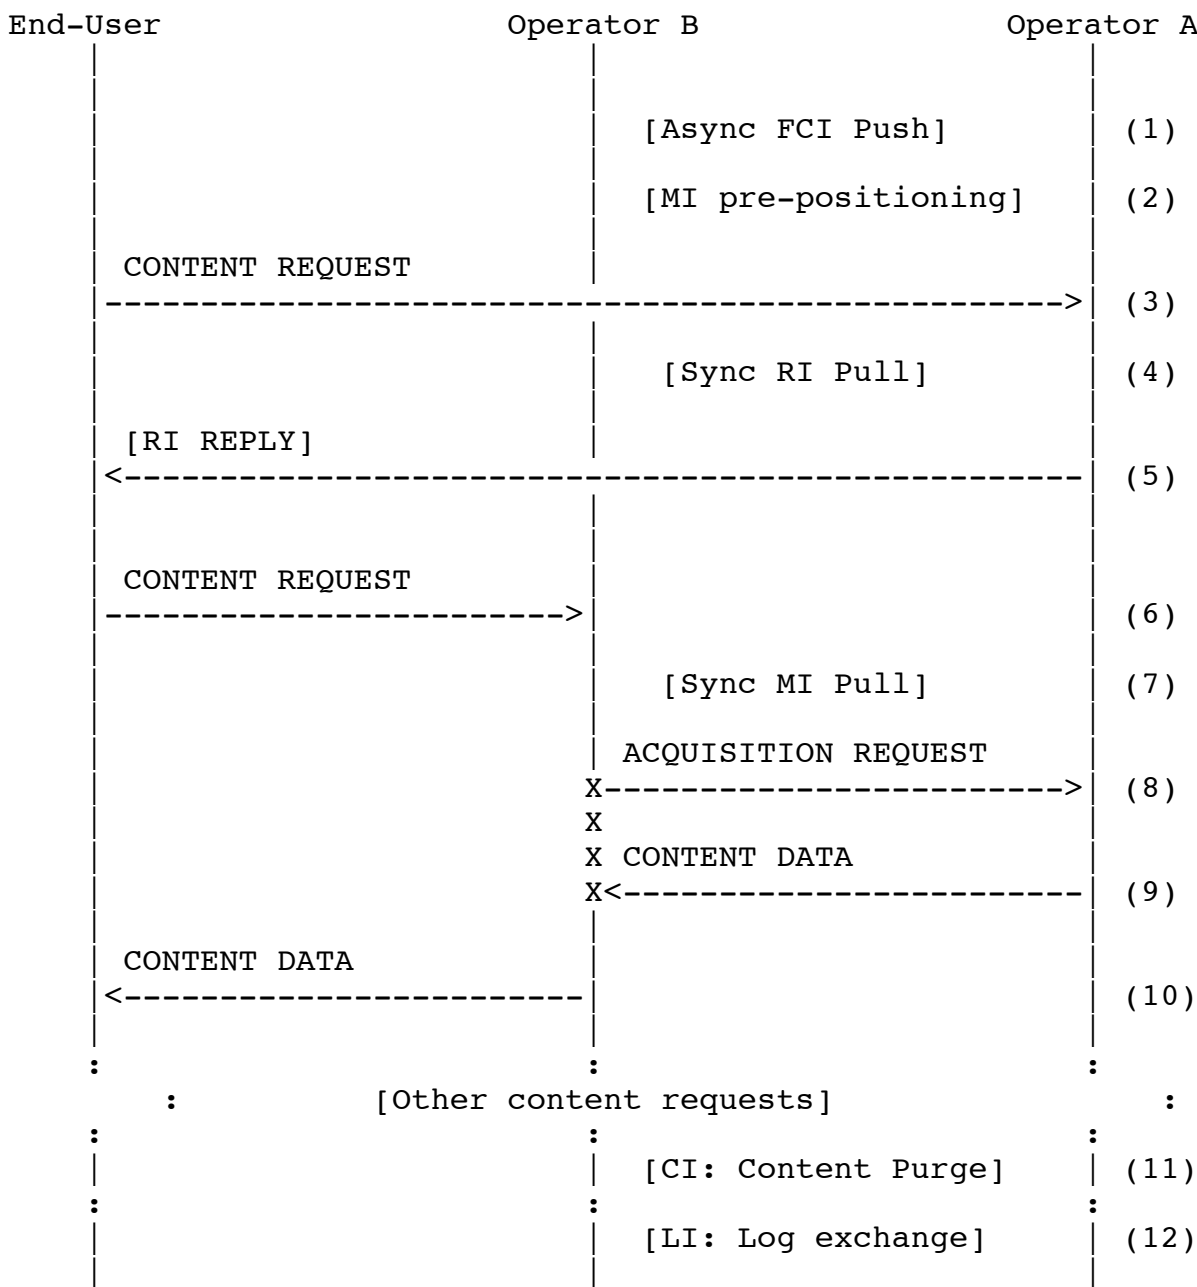 End-User Operator B Operator A
[Async FCI Push] (1)
[MI pre-positioning] (2)
CONTENT REQUEST
(3)
[Sync RI Pull] (4)
[RI REPLY]
(5)
CONTENT REQUEST
(6)
[Sync MI Pull] (7)
ACQUISITION REQUEST
X (8)
X
X CONTENT DATA
X (9)
CONTENT DATA
(10)
: : :
: [Other content requests] :
: : :
[CI: Content Purge] (11)
: : :
[LI: Log exchange] (12)